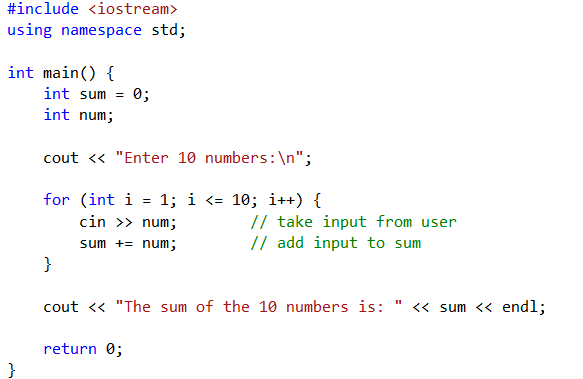 #include <iostream>
using namespace std;
int main() {
    int sum = 0;
    int num;
    cout << "Enter 10 numbers:\n";
    for (int i = 1; i <= 10; i++) {
        cin >> num;        // take input from user
        sum += num;        // add input to sum
    }
    cout << "The sum of the 10 numbers is: " << sum << endl;
    return 0;
}